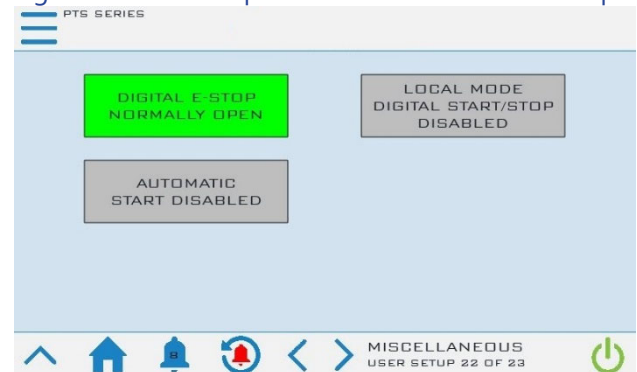 PTS SERIES
DIGITAL E-STOP
NORMALLY OPEN
LOCAL MODE
DIGITAL START/STOP
DISABLED
AUTOMATIC
START DISABLED
8
MISCELLANEOUS
USER SETUP 22 OF 23